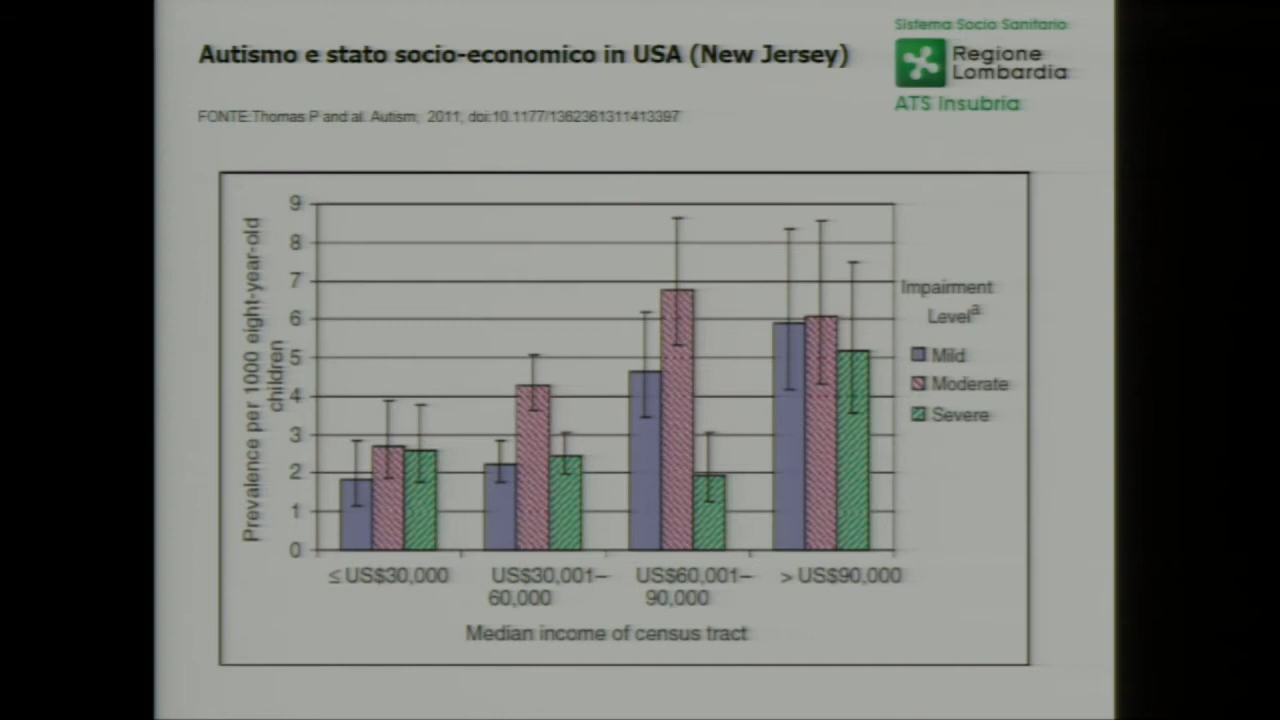 Sistema Socio Sanitario
Autismo e stato socio-economico in USA (New Jersey)
Regione
Lombardia
ATS Insubria
FONTE:Thomas P and al. Autism; 2011, doi:10.1177/1362361311413397
Prevalence per 1000 eight-year-old
children
9
8
7
6
5
4
3
2
1
0
Impairment
Levelª
Mild
Moderate
Severe
≤ US$30,000
US$30,001–
60,000
US$60,001–
90,000
> US$90,000
Median income of census tract